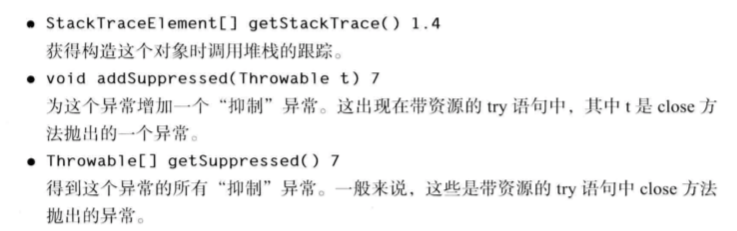 ● StackTraceElement[] getStackTrace() 1.4
获得构造这个对象时调用堆栈的跟踪。
● void addSuppressed(Throwable t) 7
为这个异常增加一个“抑制”异常。这出现在带资源的 try 语句中，其中 t 是 close 方
法抛出的一个异常。
● Throwable[] getSuppressed() 7
得到这个异常的所有“抑制”异常。一般来说，这些是带资源的 try 语句中 close 方法
抛出的异常。